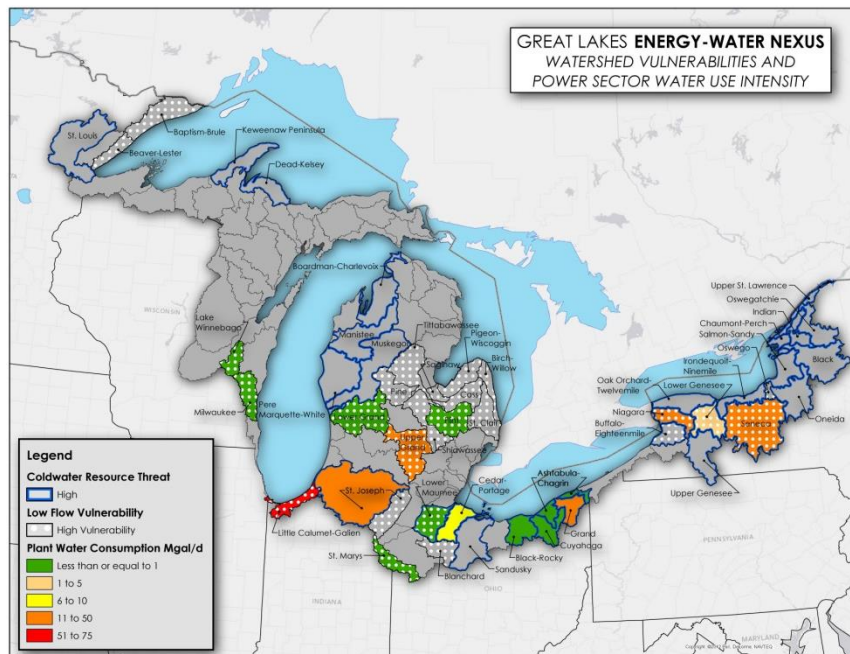 GREAT LAKES ENERGY-WATER NEXUS
WATERSHED VULNERABILITIES AND
POWER SECTOR WATER USE INTENSITY
St. Louis
Baptism-Brule
Keweenaw Peninsula
Beaver-Lester
Dead-Kelsey
Boardman-Charlevoix
WISCONSIN
Lake
Winnebago
Manistee
Muskegon
Tittabawassee
Pigeon-
Wiscoggin
Birch-
Willow
Saginaw
Pine
Cass
Milwaukee
Pere
Marquette-White
Lower Grand
Flint
St. Clair
Upper
Grand
Shiawassee
St. Joseph
Lower
Maumee
Cedar-
Portage
Ashtabula-
Chagrin
Little Calumet-Galien
St. Marys
Blanchard
Sandusky
Black-Rocky
Grand
Cuyahoga
Upper St. Lawrence
Oswegatchie
Indian
Chaumont-Perch
Salmon-Sandy
Oswego
Irondequoit-
Ninemile
Black
Oak Orchard-
Twelvemile
Lower Genesee
Niagara
Seneca
Buffalo-
Eighteenmile
Oneida
Upper Genesee
INDIANA
OHIO
PENNSYLVANIA
MARYLAND
Legend
Coldwater Resource Threat
High
Low Flow Vulnerability
High Vulnerability
Plant Water Consumption Mgal/d
Less than or equal to 1
1 to 5
6 to 10
11 to 50
51 to 75